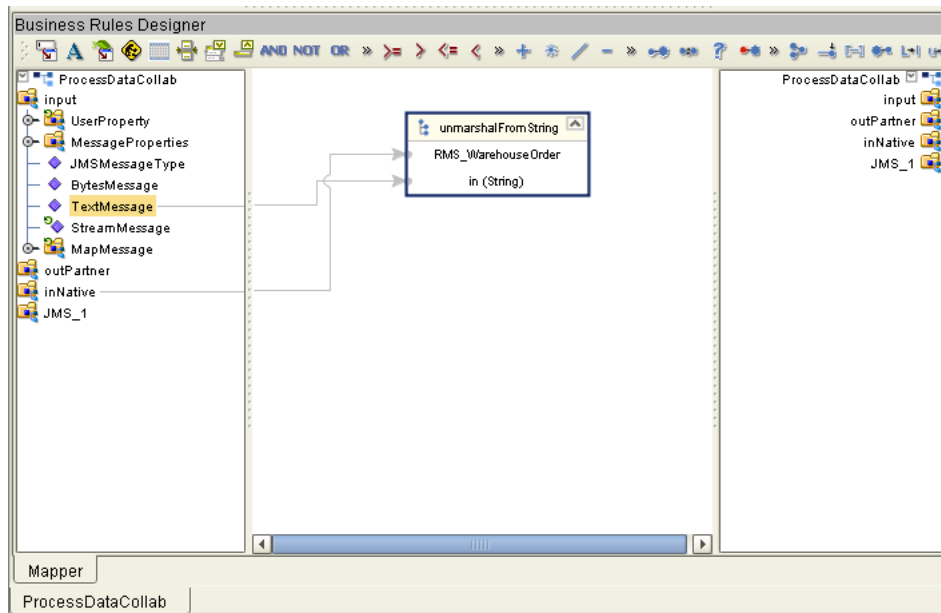 Business Rules Designer
A AND NOT OR » >= > <= < » + / - » ? »
ProcessDataCollab
input
UserProperty
MessageProperties
JMSMessageType
BytesMessage
TextMessage
StreamMessage
MapMessage
outPartner
inNative
JMS_1
unmarshalFromString
RMS_WarehouseOrder
in (String)
ProcessDataCollab
input
outPartner
inNative
JMS_1
Mapper
ProcessDataCollab